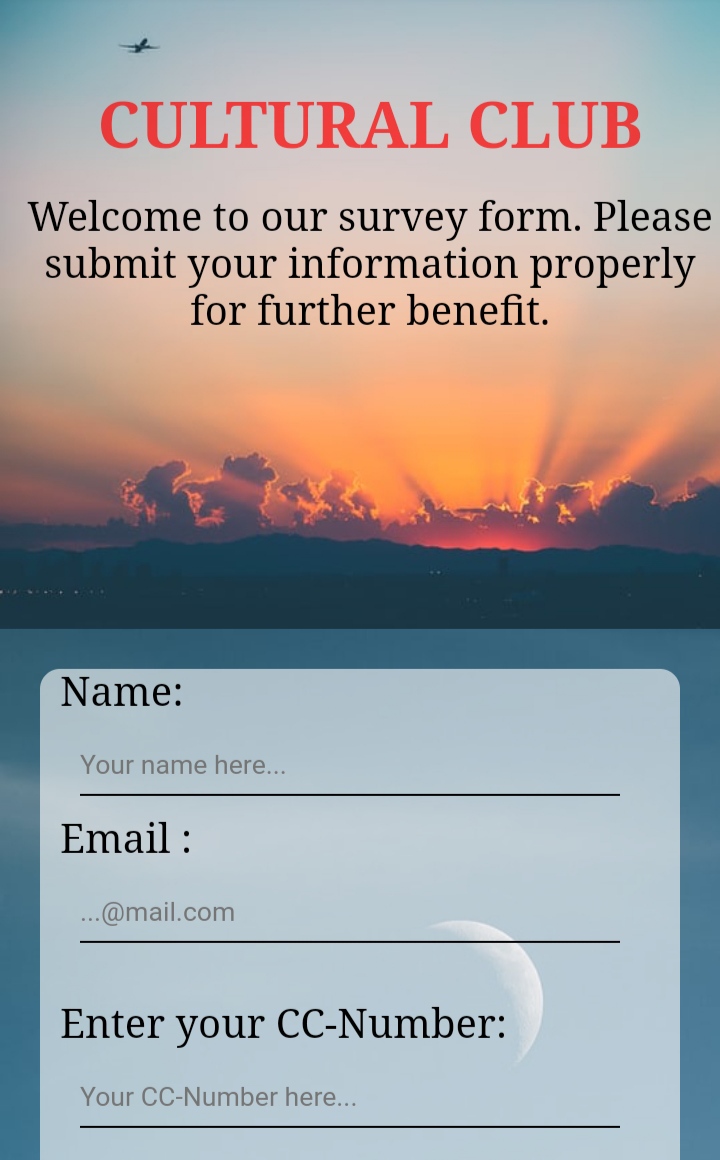 CULTURAL CLUB
Welcome to our survey form. Please
submit your information properly
for further benefit.
Name:
Your name here...
Email :
...@mail.com
Enter your CC-Number:
Your CC-Number here...